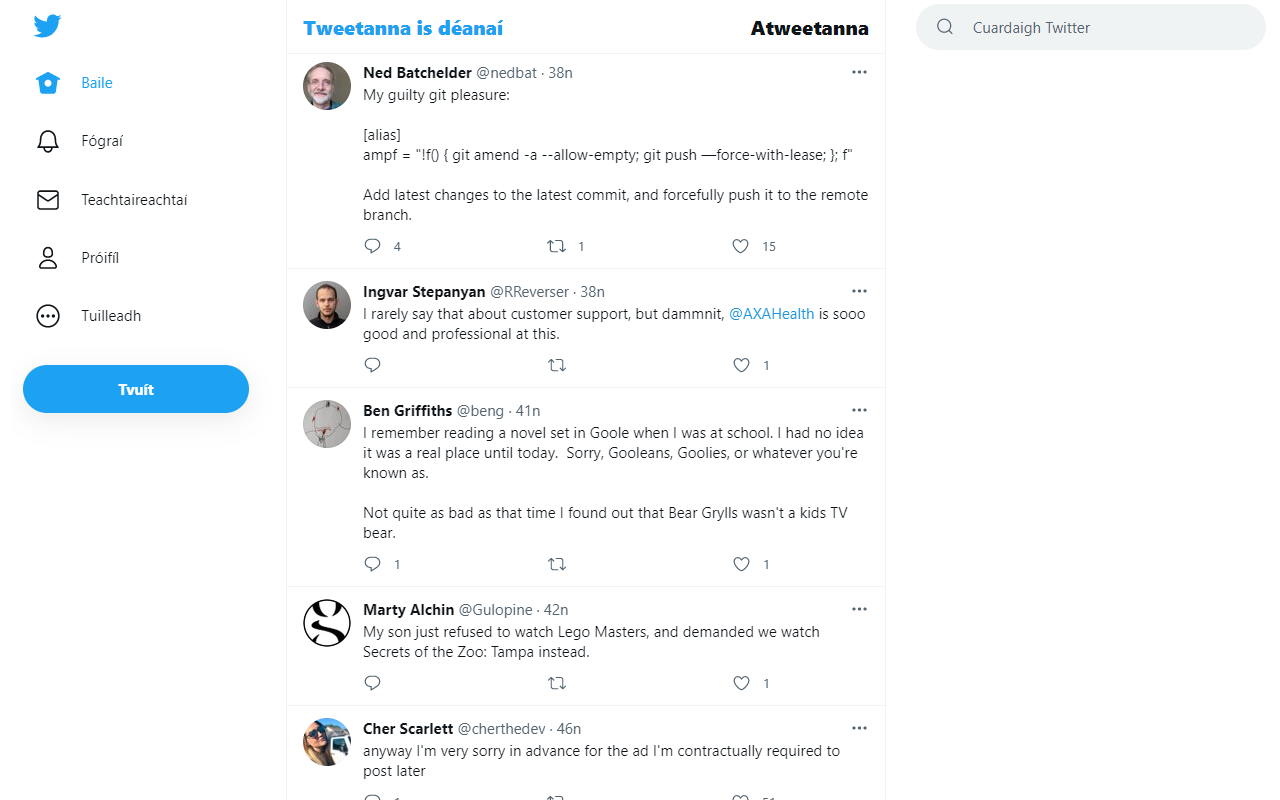 Baile
Fógraí
Teachtaireachtaí
Próifíl
Tuilleadh
Tvuít
Tweetanna is déanaí
Atweetanna
Ned Batchelder @nedbat · 38n
My guilty git pleasure:
[alias]
ampf = "!f() { git amend -a --allow-empty; git push —force-with-lease; }; f"
Add latest changes to the latest commit, and forcefully push it to the remote
branch.
4 1 15
Ingvar Stepanyan @RReverser · 38n
I rarely say that about customer support, but dammnit, @AXAHealth is sooo
good and professional at this.
1
Ben Griffiths @beng · 41n
I remember reading a novel set in Goole when I was at school. I had no idea
it was a real place until today.  Sorry, Gooleans, Goolies, or whatever you're
known as.
Not quite as bad as that time I found out that Bear Grylls wasn't a kids TV
bear.
1 1
Marty Alchin @Gulopine · 42n
My son just refused to watch Lego Masters, and demanded we watch
Secrets of the Zoo: Tampa instead.
1
Cher Scarlett @cherthedev · 46n
anyway I'm very sorry in advance for the ad I'm contractually required to
post later
Cuardaigh Twitter